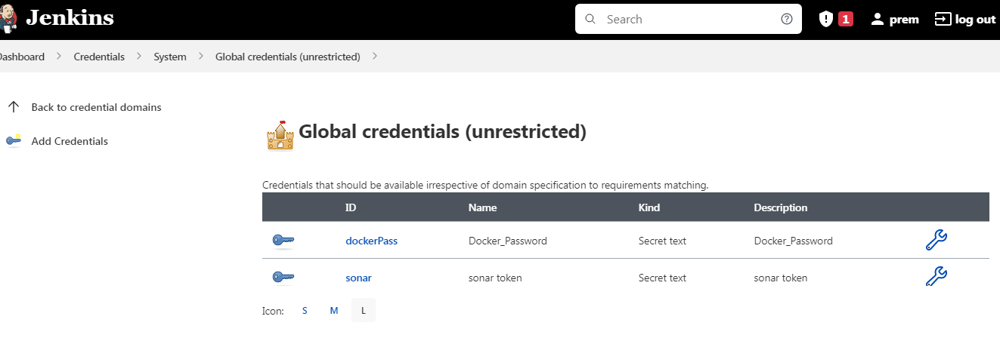 Jenkins
Search
1
prem
log out
Dashboard
Credentials
System
Global credentials (unrestricted)
Back to credential domains
Add Credentials
Global credentials (unrestricted)
Credentials that should be available irrespective of domain specification to requirements matching.
ID Name Kind Description
dockerPass Docker_Password Secret text Docker_Password
sonar sonar token Secret text sonar token
Icon: S M L